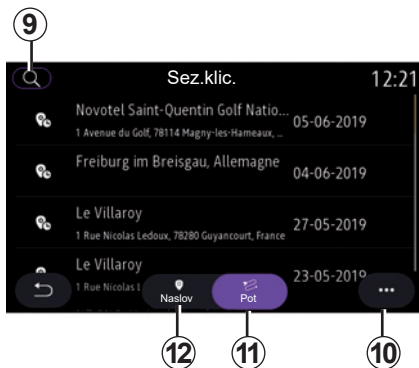 9
Sez.klic.
12:21
Novotel Saint-Quentin Golf Natio...
05-06-2019
1 Avenue du Golf, 78114 Magny-les-Hameaux, ...
Freiburg im Breisgau, Allemagne
04-06-2019
Le Villaroy
27-05-2019
1 Rue Nicolas Ledoux, 78280 Guyancourt, France
Le Villaroy
23-05-2019
1 Rue Nicolas L
Naslov
Pot
...
12
11
10